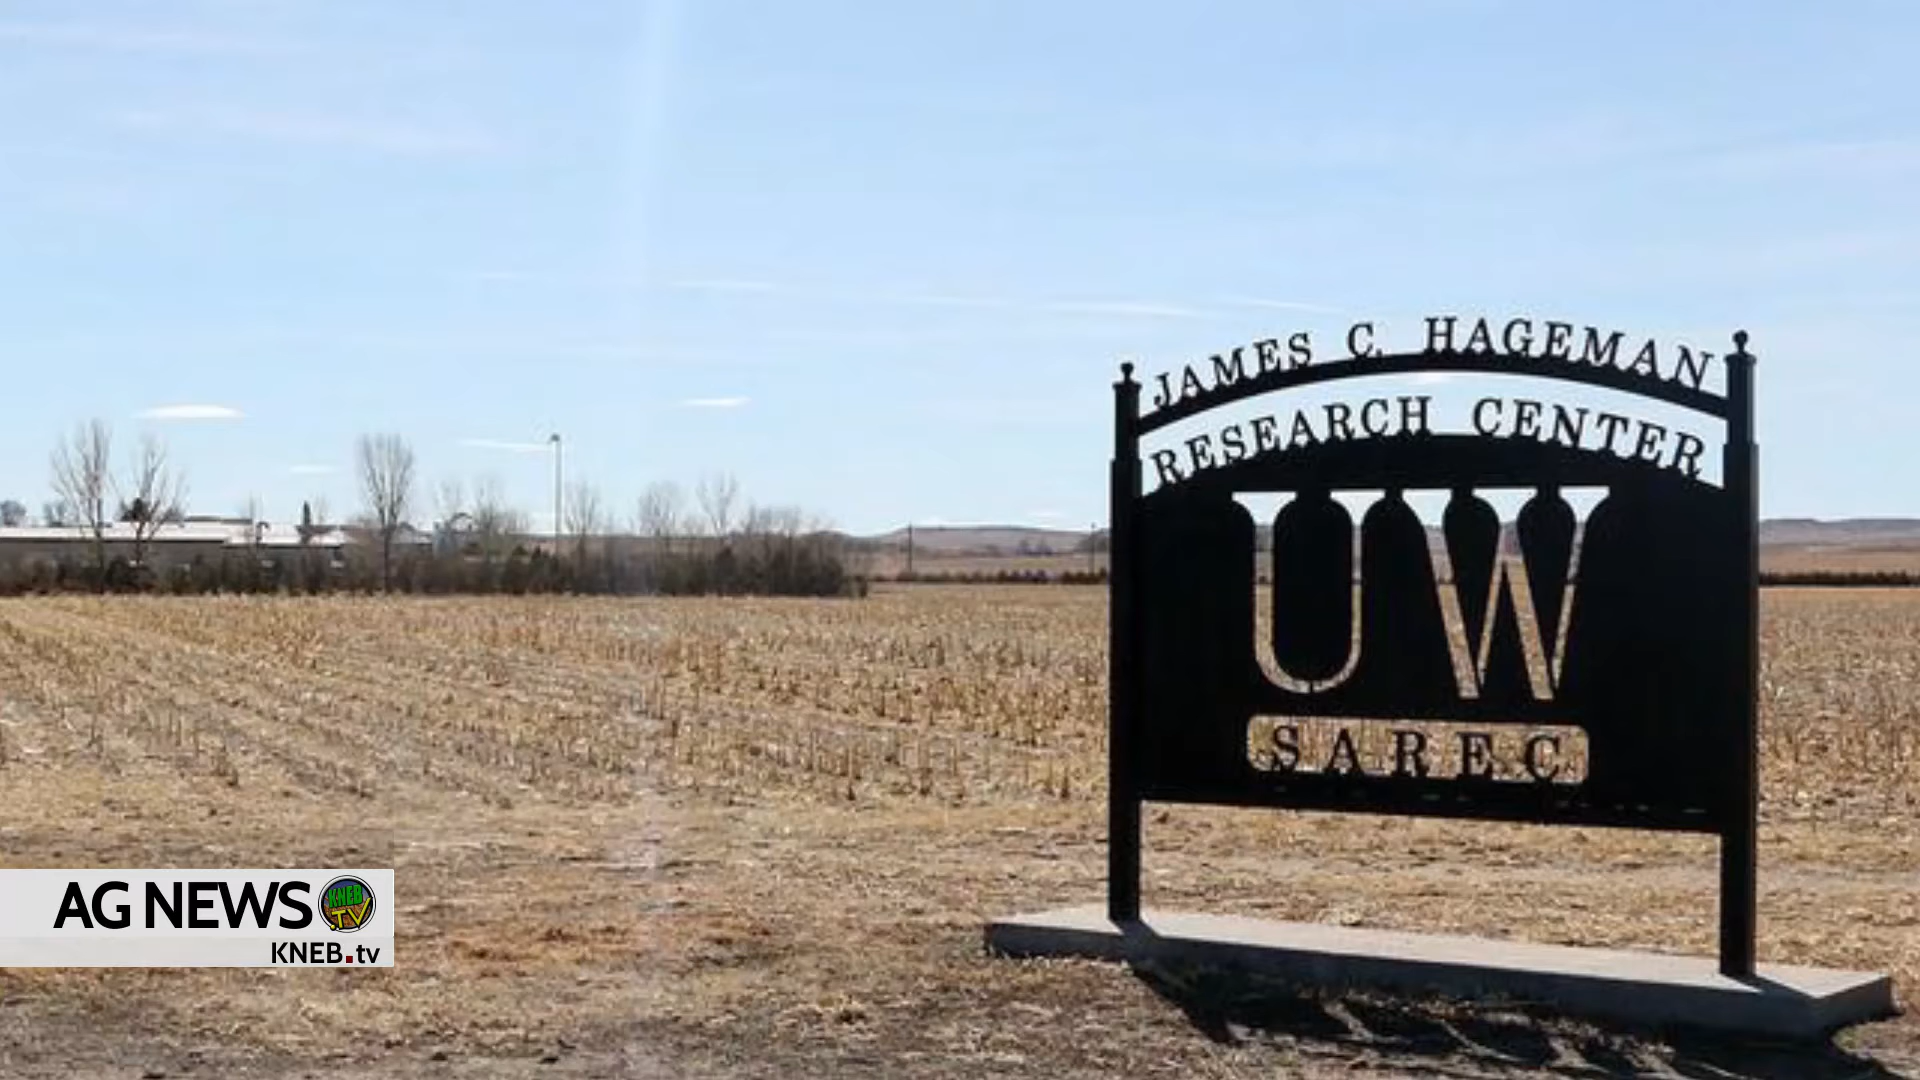 JAMES C. HAGEMAN
RESEARCH CENTER
UW
SAREC
AG NEWS
KNEB
.TV
KNEB.tv